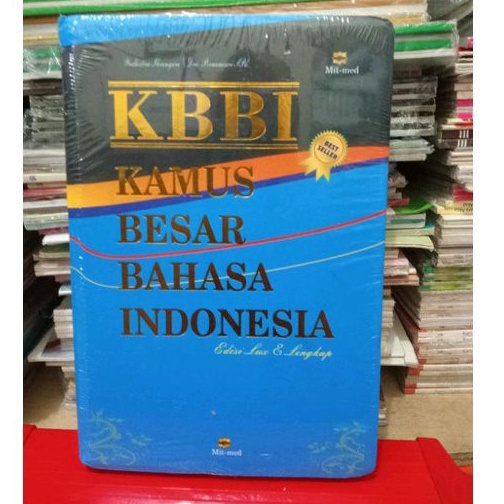 Mit-med
KBBI
BEST
SELLER
KAMUS
BESAR
BAHASA
INDONESIA
Edisi Lux & Lengkap
Mit-med